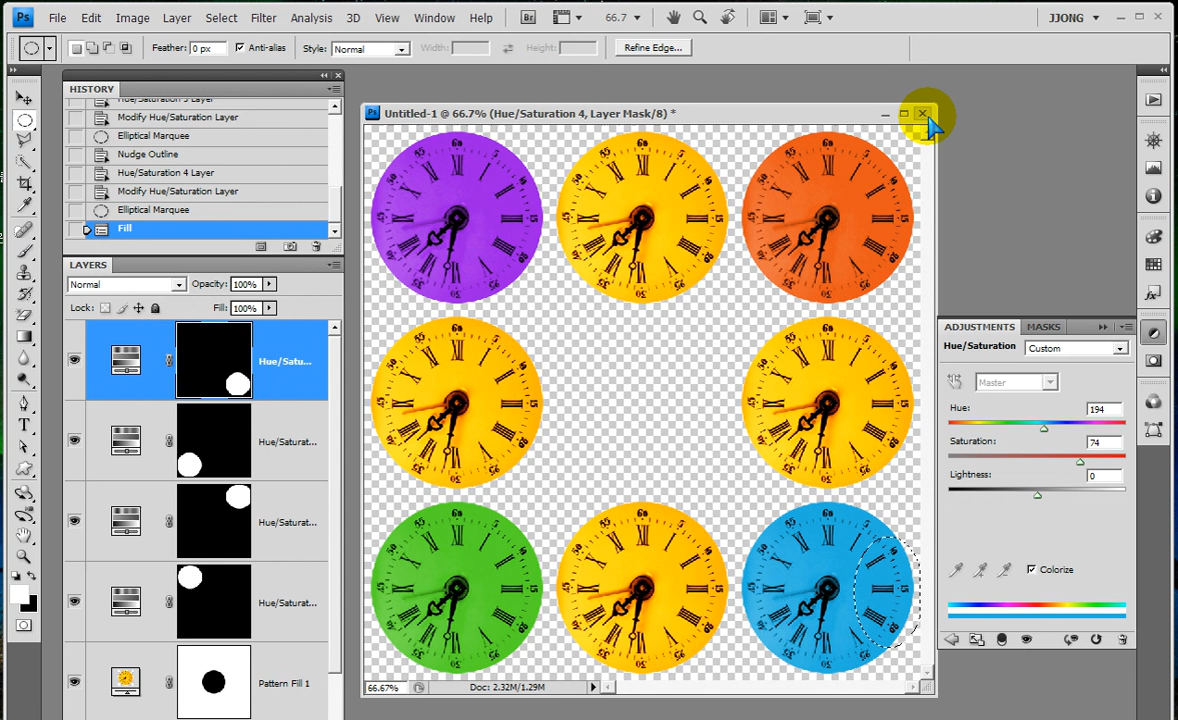 Ps File Edit Image Layer Select Filter Analysis 3D View Window Help Br 66.7 JJONG
Feather: 0 px Anti-alias Style: Normal Width: Height: Refine Edge...
HISTORY
Hue/Saturation 3 Layer
Modify Hue/Saturation Layer
Elliptical Marquee
Nudge Outline
Hue/Saturation 4 Layer
Modify Hue/Saturation Layer
Elliptical Marquee
Fill
LAYERS
Normal Opacity: 100%
Lock: Fill: 100%
Hue/Satu...
Hue/Saturat...
Hue/Saturat...
Hue/Saturat...
Pattern Fill 1
Ps Untitled-1 @ 66.7% (Hue/Saturation 4, Layer Mask/8) *
66.67% Doc: 2.32M/1.29M
ADJUSTMENTS MASKS
Hue/Saturation Custom
Master
Hue: 194
Saturation: 74
Lightness: 0
Colorize